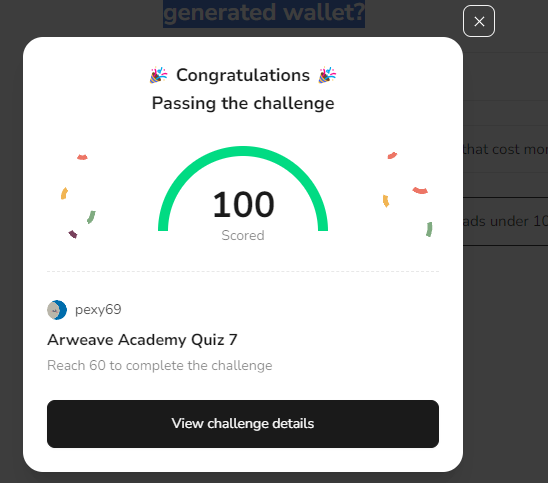 generated wallet?
Congratulations
Passing the challenge
that cost mor
100
ads under 10
Scored
pexy69
Arweave Academy Quiz 7
Reach 60 to complete the challenge
View challenge details